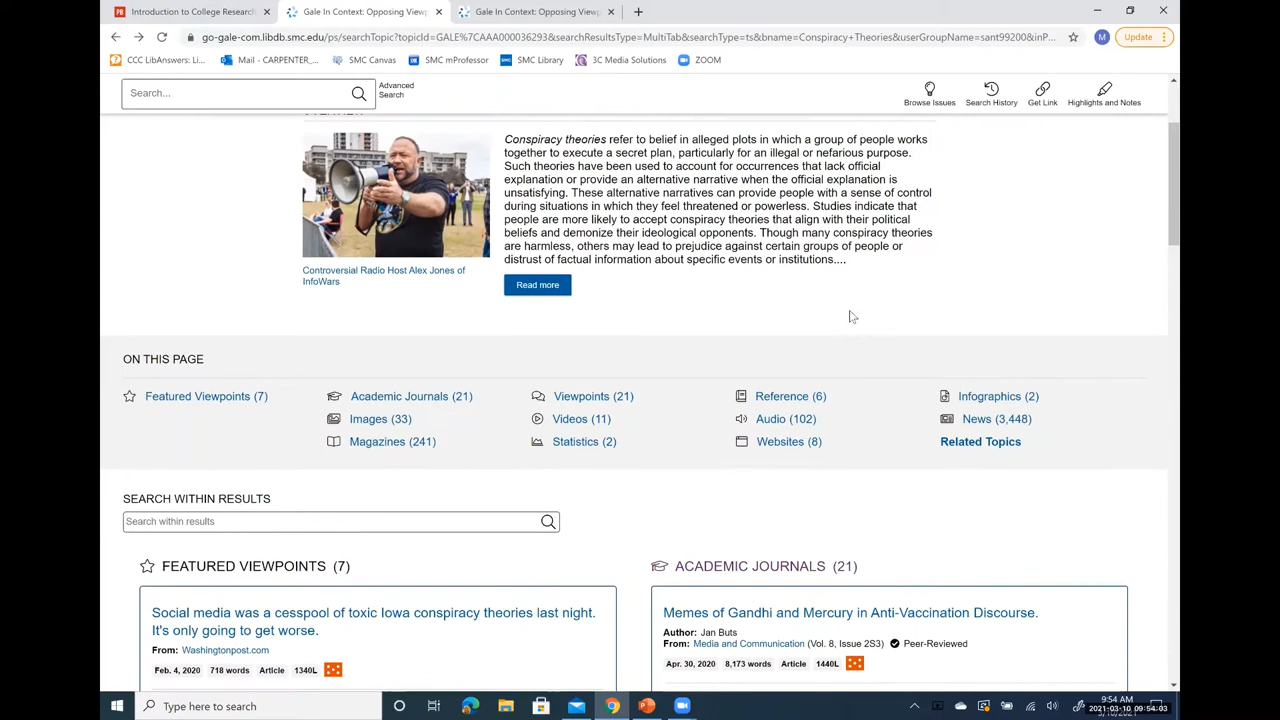 Introduction to College Research
Gale In Context: Opposing View
Gale In Context: Opposing View
go-gale-com.libdb.smc.edu/ps/searchTopic?topicId=GALE%7CAAA000036293&searchResultsType=MultiTab&searchType=ts&bname=Conspiracy+Theories&userGroupName=sant99200&inP...
M
Update
CCC LibAnswers: Li...
Mail - CARPENTER_...
SMC Canvas
SMC mProfessor
SMC Library
3C Media Solutions
ZOOM
Search...
Advanced
Search
Browse Issues
Search History
Get Link
Highlights and Notes
Conspiracy theories refer to belief in alleged plots in which a group of people works
together to execute a secret plan, particularly for an illegal or nefarious purpose.
Such theories have been used to account for occurrences that lack official
explanation or provide an alternative narrative when the official explanation is
unsatisfying. These alternative narratives can provide people with a sense of control
during situations in which they feel threatened or powerless. Studies indicate that
people are more likely to accept conspiracy theories that align with their political
beliefs and demonize their ideological opponents. Though many conspiracy theories
are harmless, others may lead to prejudice against certain groups of people or
distrust of factual information about specific events or institutions....
Controversial Radio Host Alex Jones of
InfoWars
Read more
ON THIS PAGE
Featured Viewpoints (7)
Academic Journals (21)
Viewpoints (21)
Reference (6)
Infographics (2)
Images (33)
Videos (11)
Audio (102)
News (3,448)
Magazines (241)
Statistics (2)
Websites (8)
Related Topics
SEARCH WITHIN RESULTS
Search within results
FEATURED VIEWPOINTS (7)
Social media was a cesspool of toxic Iowa conspiracy theories last night.
It's only going to get worse.
From: Washingtonpost.com
Feb. 4, 2020 718 words Article 1340L
ACADEMIC JOURNALS (21)
Memes of Gandhi and Mercury in Anti-Vaccination Discourse.
Author: Jan Buts
From: Media and Communication (Vol. 8, Issue 2S3) Peer-Reviewed
Apr. 30, 2020 8,173 words Article 1440L
Type here to search
9:54 AM
2021-03-10 09:54:03